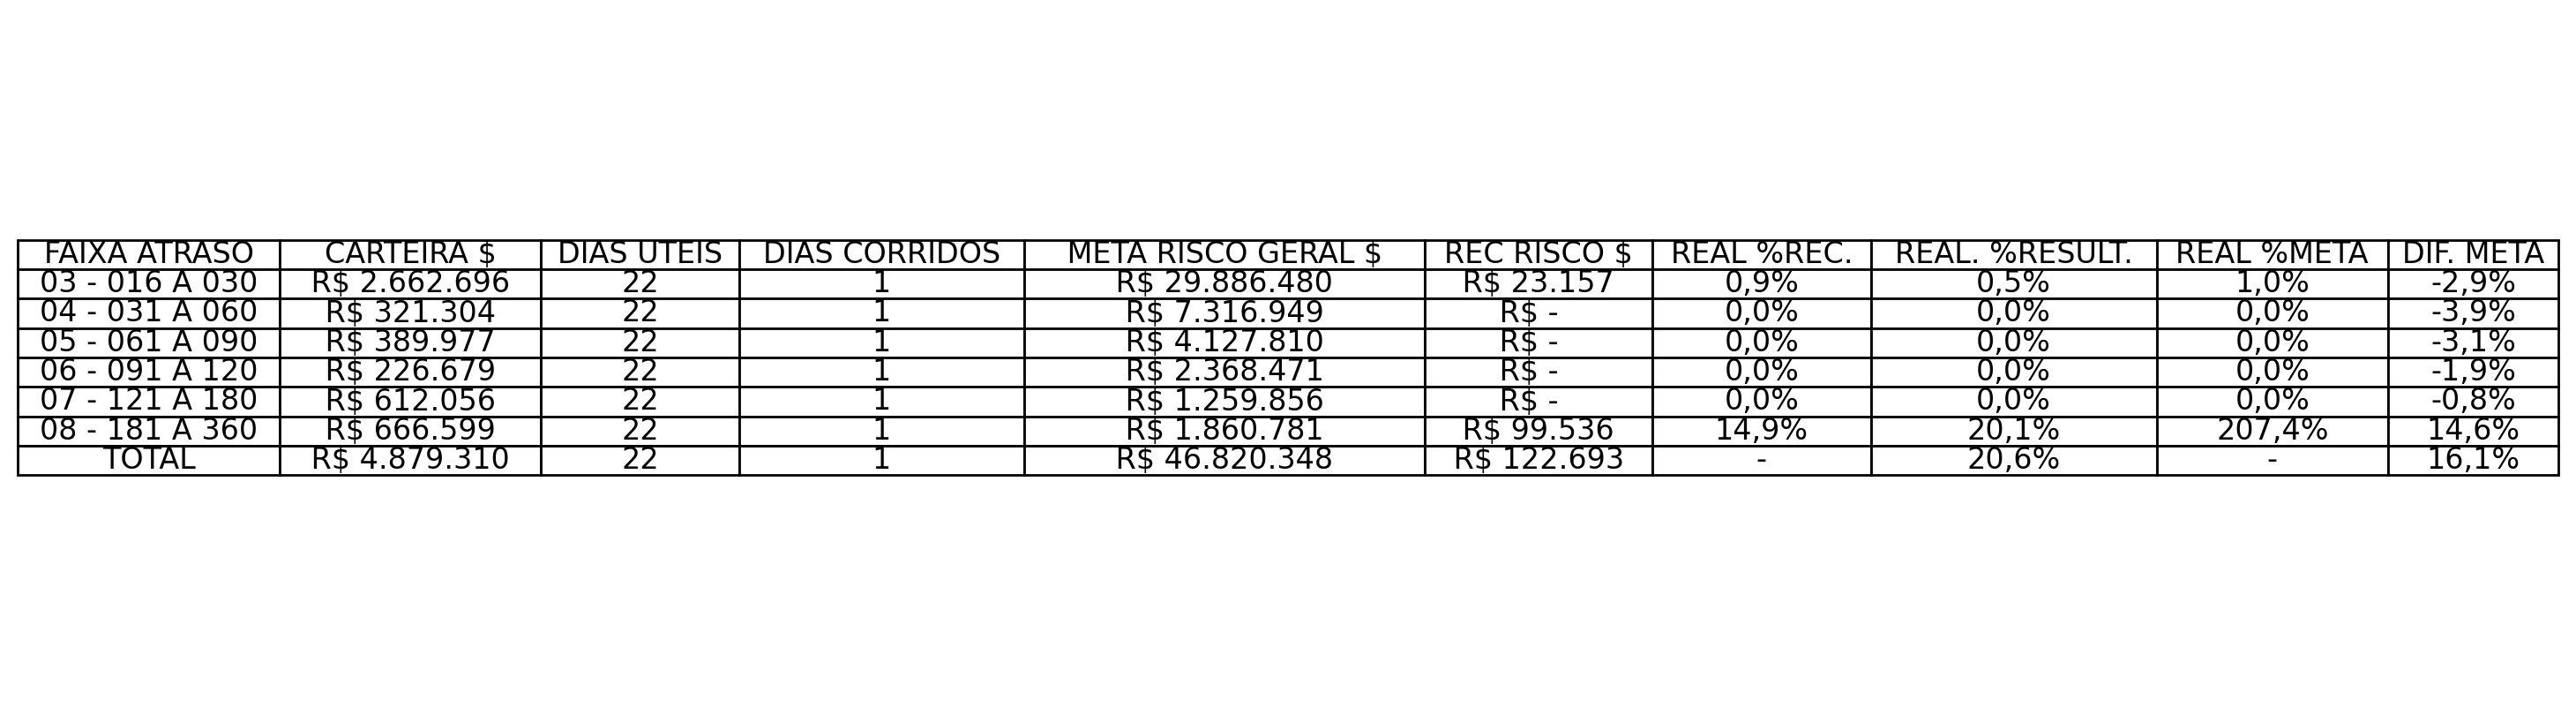 FAIXA ATRASO CARTEIRA $ DIAS UTEIS DIAS CORRIDOS META RISCO GERAL $ REC RISCO $ REAL %REC. REAL. %RESULT. REAL %META DIF. META
03 - 016 A 030 R$ 2.662.696 22 1 R$ 29.886.480 R$ 23.157 0,9% 0,5% 1,0% -2,9%
04 - 031 A 060 R$ 321.304 22 1 R$ 7.316.949 R$ - 0,0% 0,0% 0,0% -3,9%
05 - 061 A 090 R$ 389.977 22 1 R$ 4.127.810 R$ - 0,0% 0,0% 0,0% -3,1%
06 - 091 A 120 R$ 226.679 22 1 R$ 2.368.471 R$ - 0,0% 0,0% 0,0% -1,9%
07 - 121 A 180 R$ 612.056 22 1 R$ 1.259.856 R$ - 0,0% 0,0% 0,0% -0,8%
08 - 181 A 360 R$ 666.599 22 1 R$ 1.860.781 R$ 99.536 14,9% 20,1% 207,4% 14,6%
TOTAL R$ 4.879.310 22 1 R$ 46.820.348 R$ 122.693 - 20,6% - 16,1%